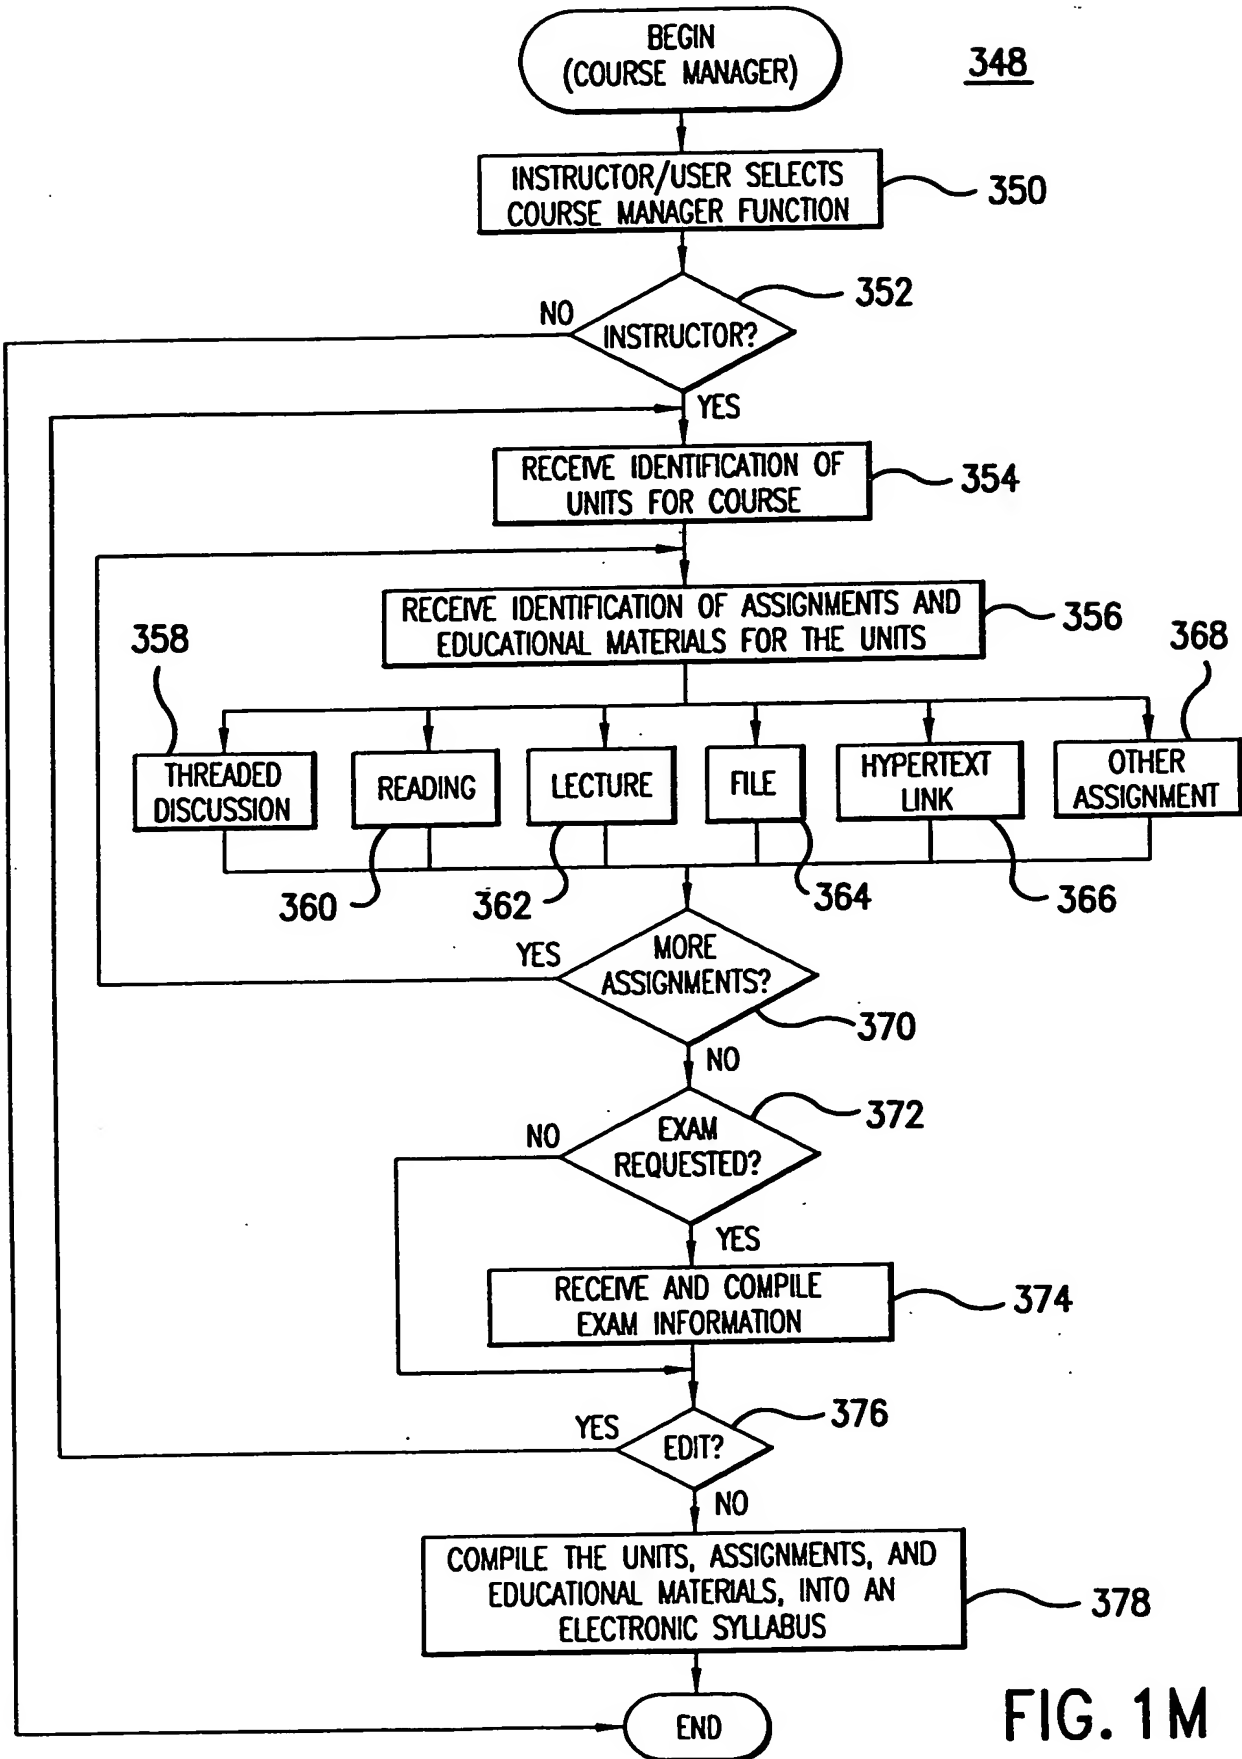 BEGIN
(COURSE MANAGER)
348
INSTRUCTOR/USER SELECTS
COURSE MANAGER FUNCTION
350
352
NO
INSTRUCTOR?
YES
RECEIVE IDENTIFICATION OF
UNITS FOR COURSE
354
RECEIVE IDENTIFICATION OF ASSIGNMENTS AND
EDUCATIONAL MATERIALS FOR THE UNITS
356
358
368
THREADED
DISCUSSION
READING
LECTURE
FILE
HYPERTEXT
LINK
OTHER
ASSIGNMENT
360
362
364
366
YES
MORE
ASSIGNMENTS?
370
NO
372
NO
EXAM
REQUESTED?
YES
RECEIVE AND COMPILE
EXAM INFORMATION
374
376
YES
EDIT?
NO
COMPILE THE UNITS, ASSIGNMENTS, AND
EDUCATIONAL MATERIALS, INTO AN
ELECTRONIC SYLLABUS
378
END
FIG. 1M